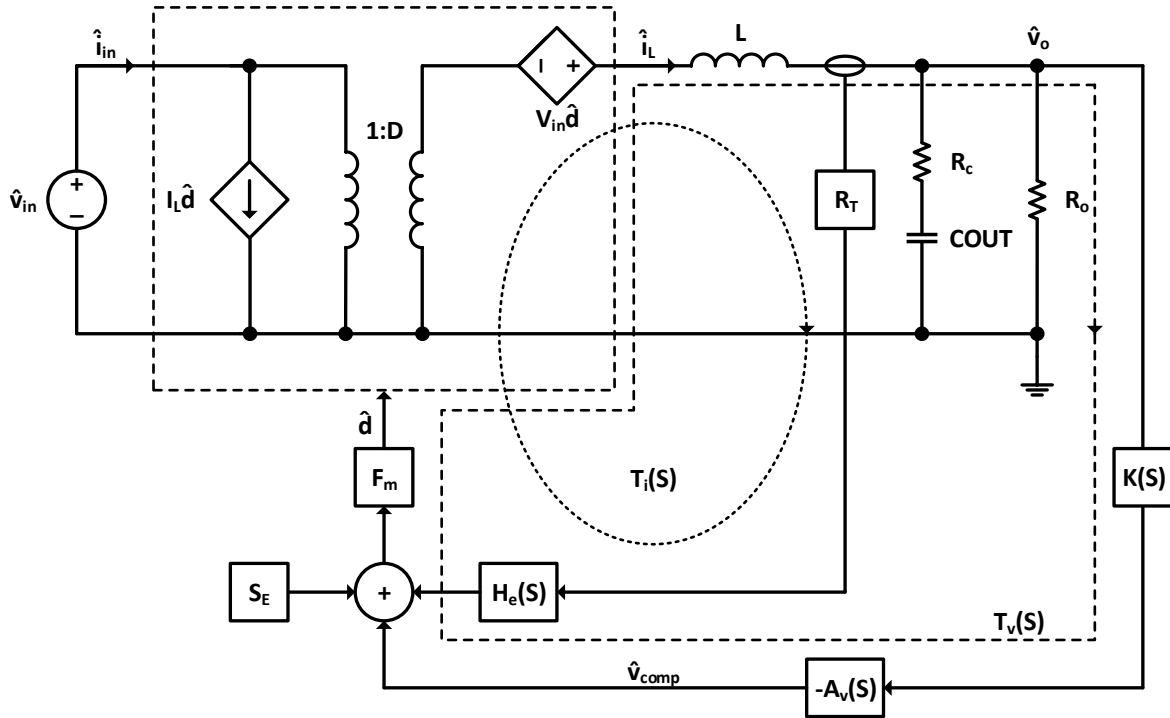 î_in
î_L
L
v̂_o
1:D
V_in d̂
v̂_in
+
−
I_L d̂
− +
R_T
R_c
COUT
R_o
d̂
F_m
T_i(S)
K(S)
S_E
+
H_e(S)
T_v(S)
v̂_comp
-A_v(S)